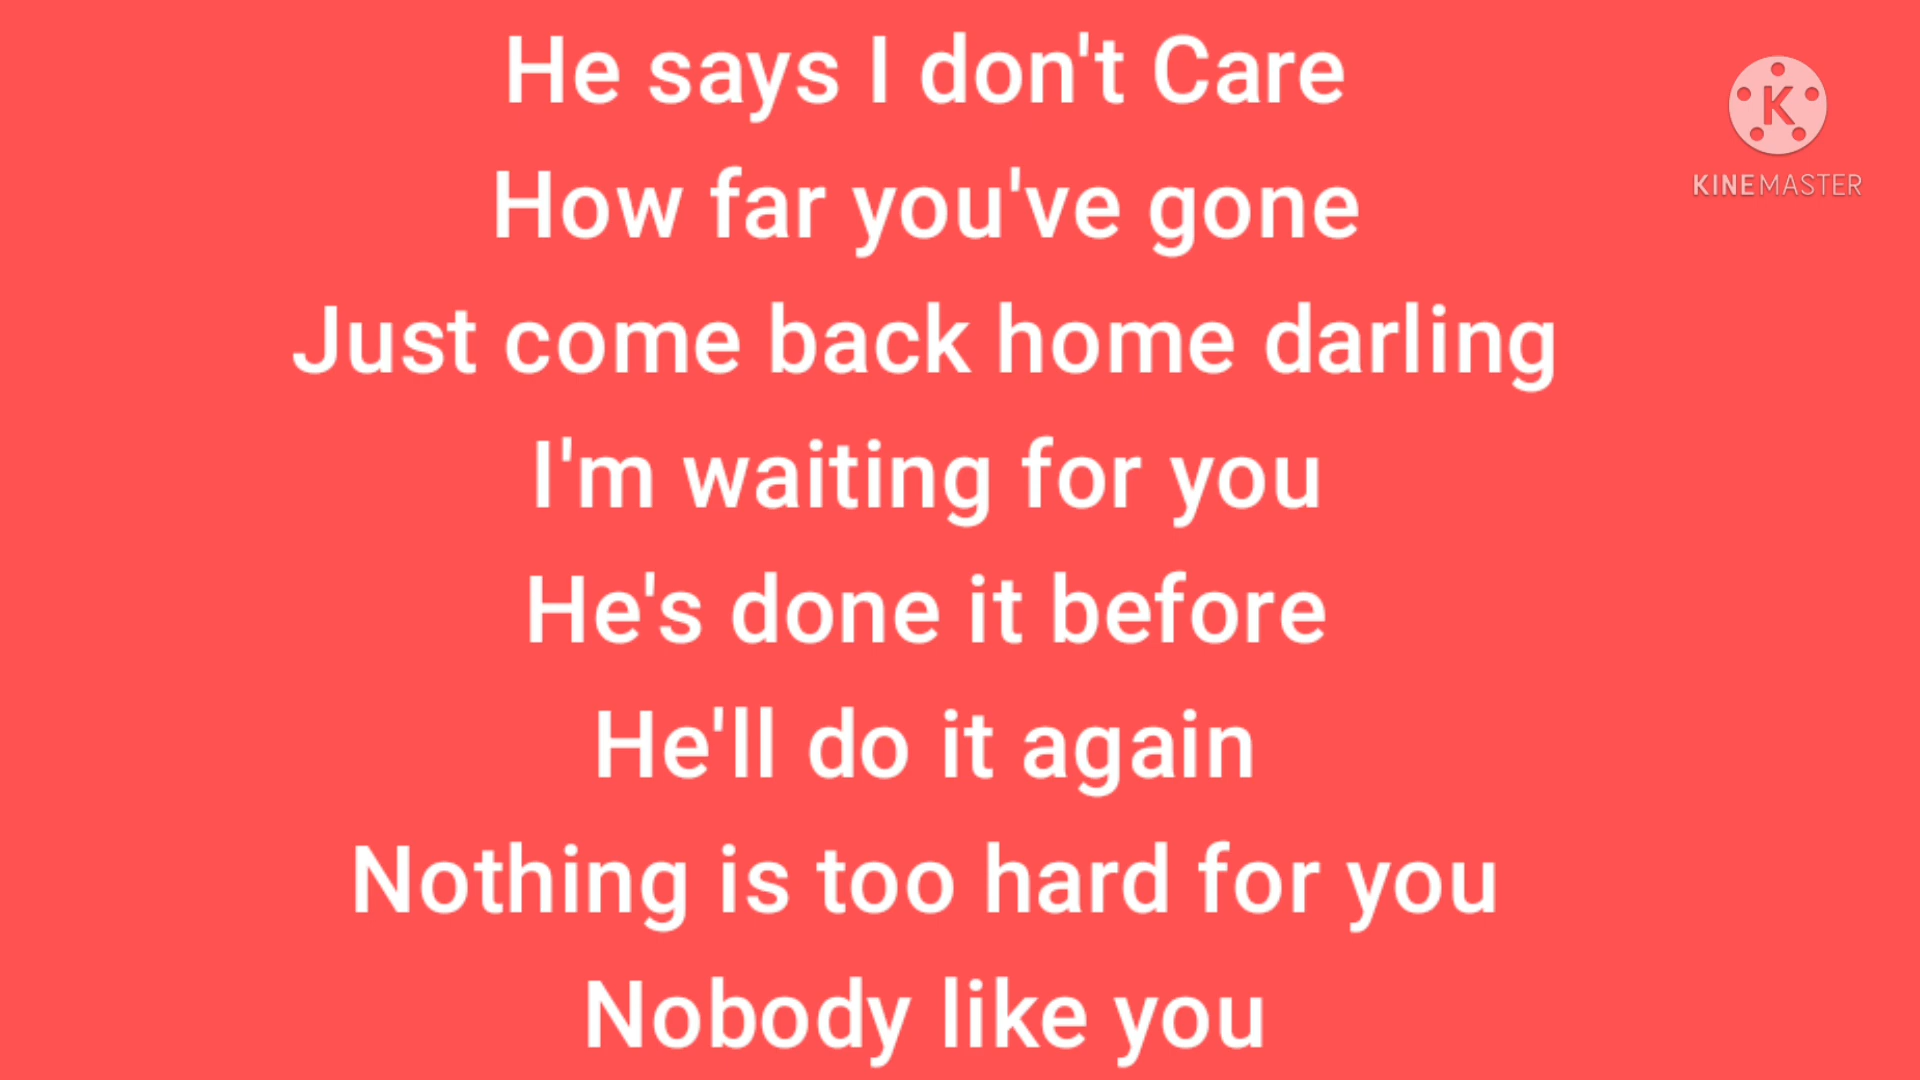 He says I don't Care
How far you've gone
Just come back home darling
I'm waiting for you
He's done it before
He'll do it again
Nothing is too hard for you
Nobody like you
K
KINEMASTER